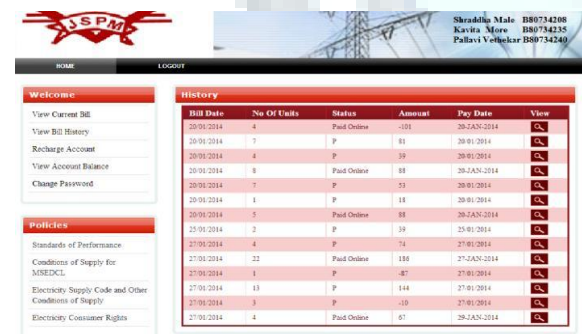 JSPM
Shraddha Male B80734208
Kavita More B80734235
Pallavi Vethekar B80734240
HOME LOGOUT
Welcome
View Current Bill
View Bill History
Recharge Account
View Account Balance
Change Password
Policies
Standards of Performance
Conditions of Supply for
MSEDCL
Electricity Supply Code and Other
Conditions of Supply
Electricity Consumer Rights
History
Bill Date No Of Units Status Amount Pay Date View
20/01/2014 4 Paid Online -101 20-JAN-2014
20/01/2014 7 P 81 20/01/2014
20/01/2014 4 P 39 20/01/2014
20/01/2014 8 Paid Online 88 20-JAN-2014
20/01/2014 7 P 53 20/01/2014
20/01/2014 1 P 18 20/01/2014
20/01/2014 5 Paid Online 88 20-JAN-2014
25/01/2014 2 P 39 25/01/2014
27/01/2014 4 P 74 27/01/2014
27/01/2014 22 Paid Online 186 27-JAN-2014
27/01/2014 1 P -87 27/01/2014
27/01/2014 13 P 144 27/01/2014
27/01/2014 3 P -10 27/01/2014
27/01/2014 4 Paid Online 67 29-JAN-2014